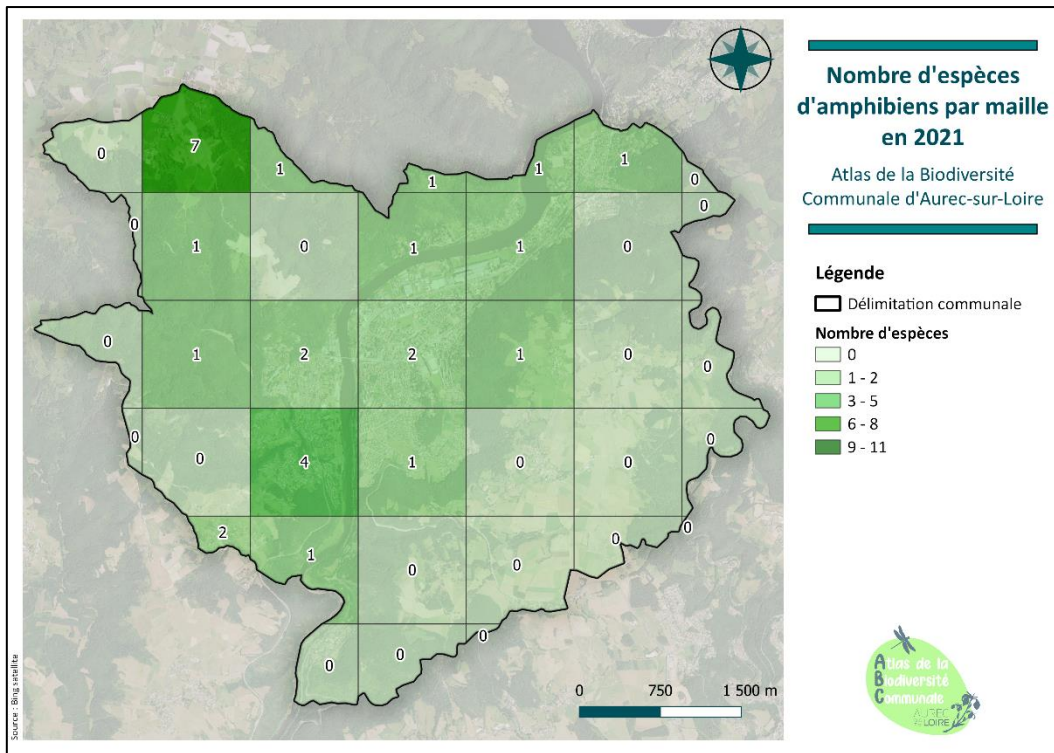 Nombre d'espèces
d'amphibiens par maille
en 2021
Atlas de la Biodiversité
Communale d'Aurec-sur-Loire
Légende
Délimitation communale
Nombre d'espèces
0
1 - 2
3 - 5
6 - 8
9 - 11
0 7 1 1 1 1 0
0 1 0 1 1 0 0
0 1 2 2 1 0 0
0 0 4 1 0 0 0
2 1 0 0 0 0
0 0 0
0 750 1 500 m
Source : Bing satellite
Atlas de la
Biodiversité
Communale
AUREC
LOIRE